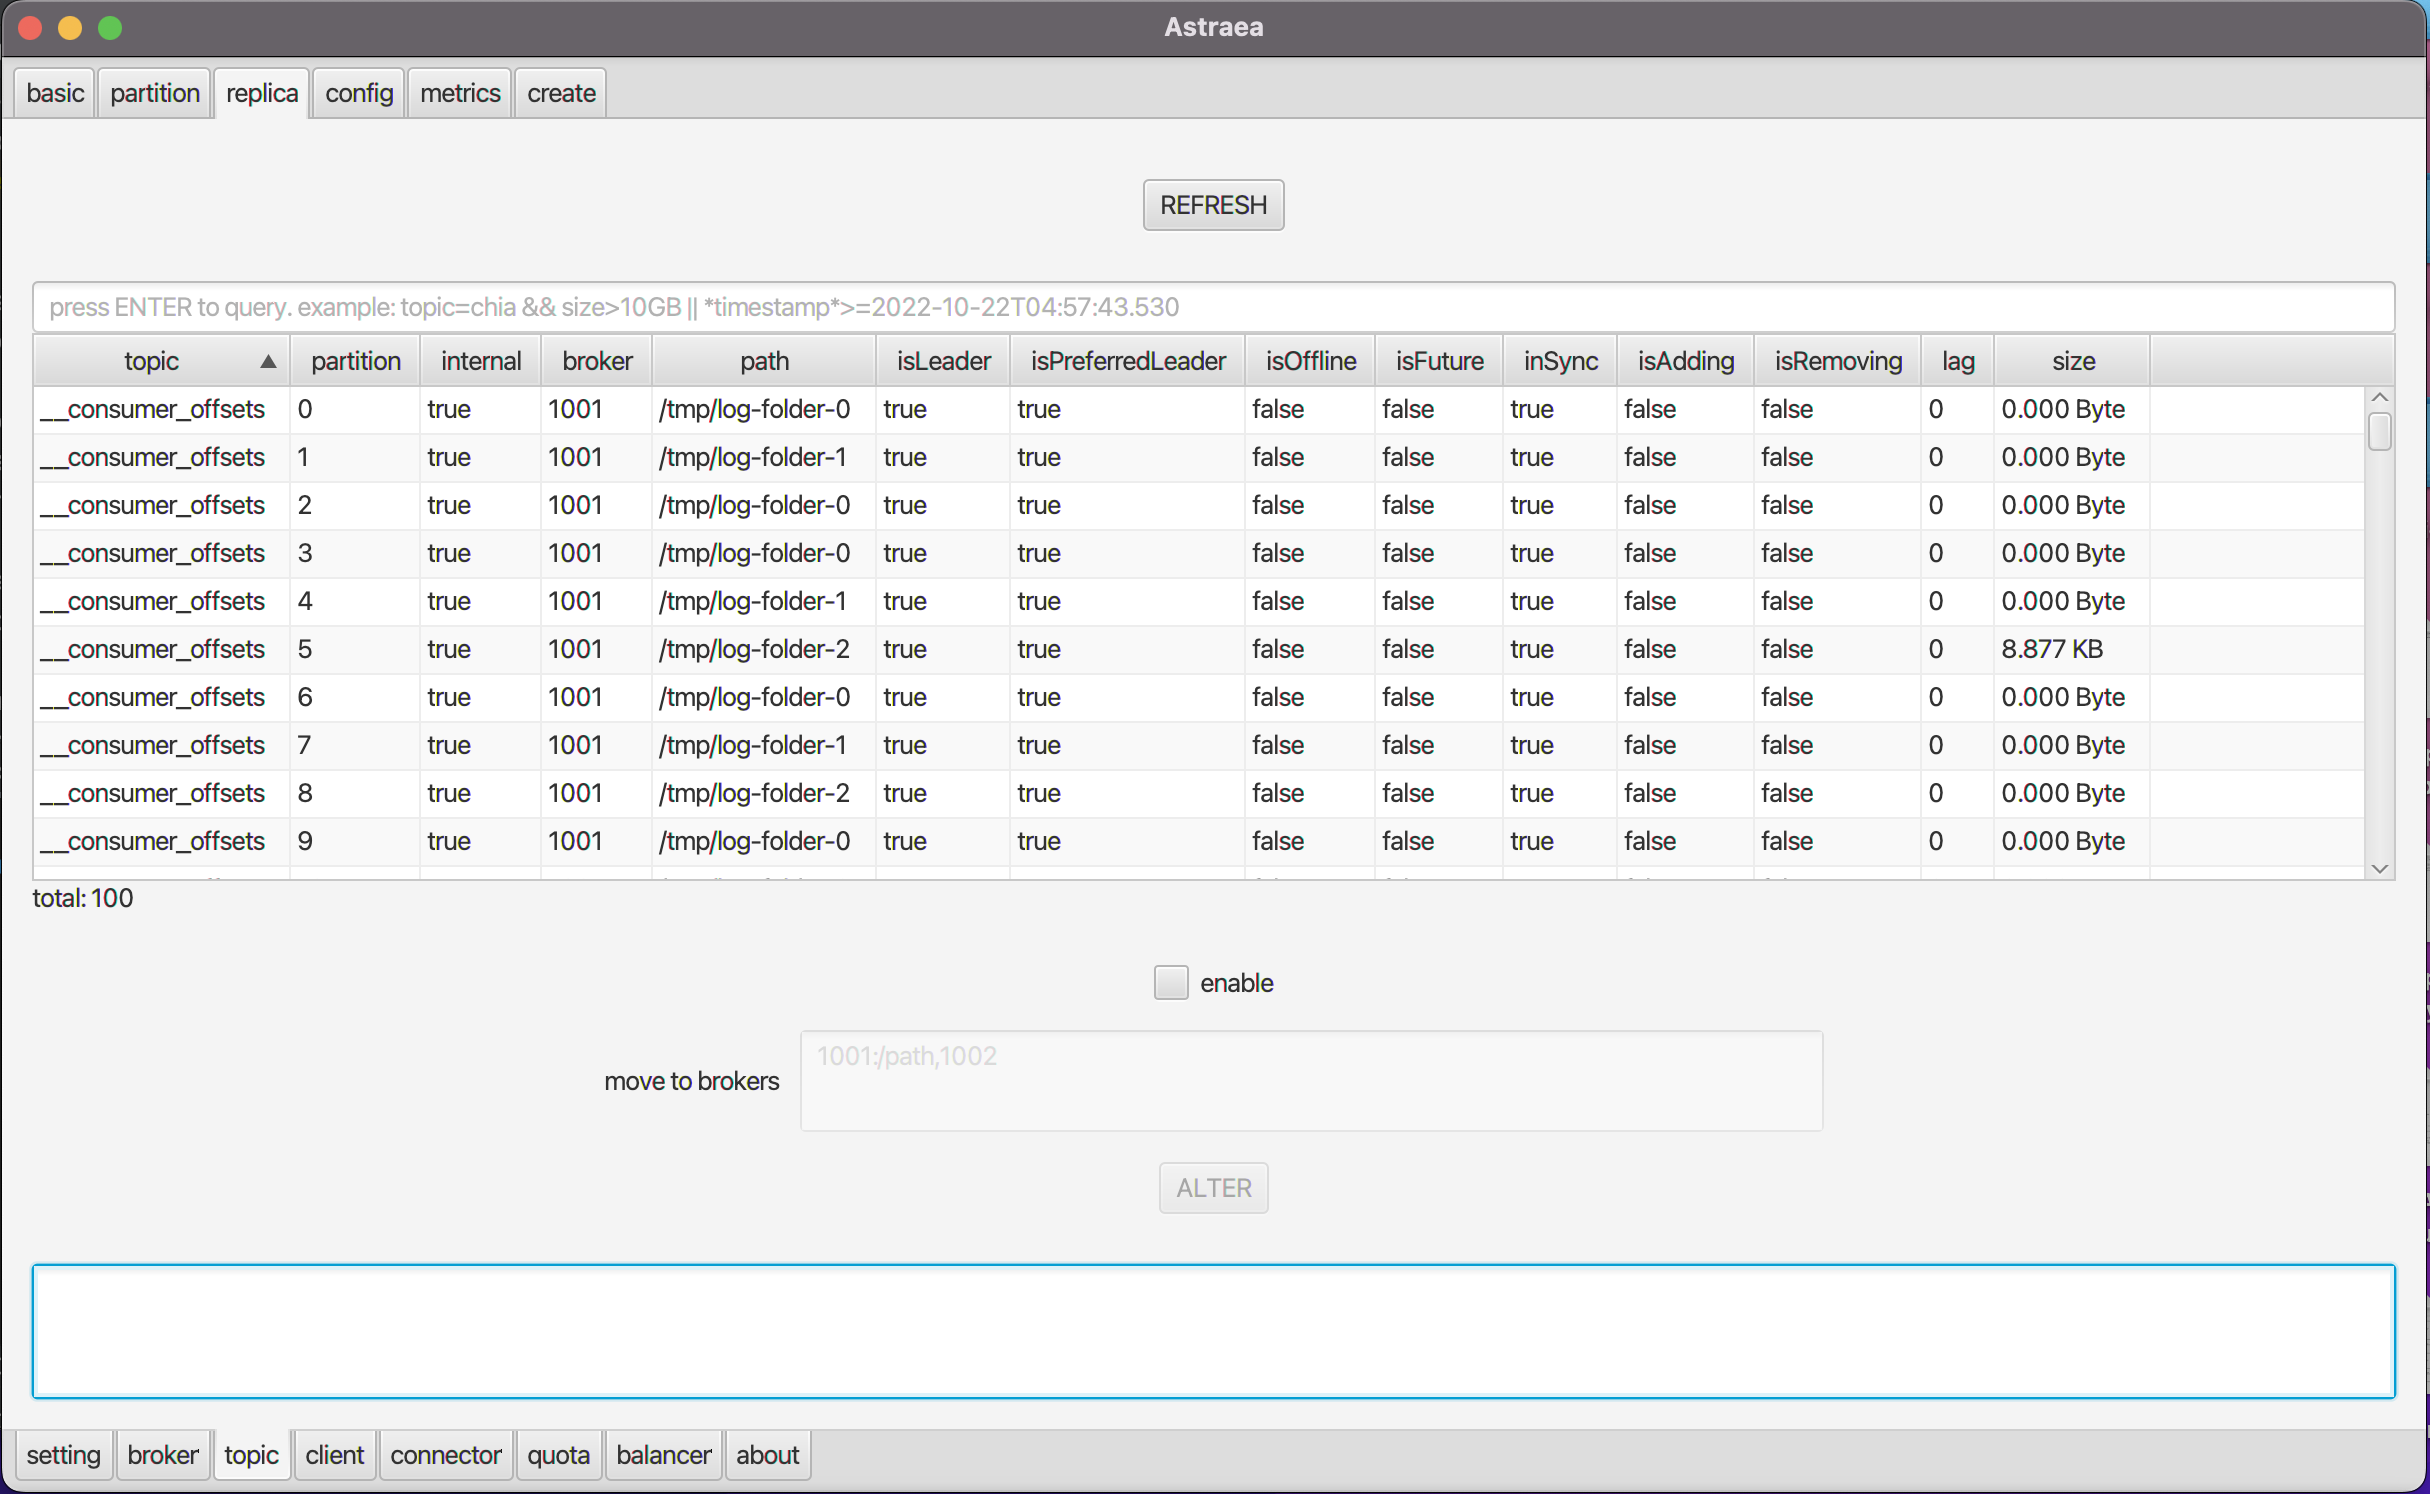 Astraea
basic partition replica config metrics create
REFRESH
press ENTER to query. example: topic=chia && size>10GB || *timestamp*>=2022-10-22T04:57:43.530
topic ▲ partition internal broker path isLeader isPreferredLeader isOffline isFuture inSync isAdding isRemoving lag size
__consumer_offsets 0 true 1001 /tmp/log-folder-0 true true false false true false false 0 0.000 Byte
__consumer_offsets 1 true 1001 /tmp/log-folder-1 true true false false true false false 0 0.000 Byte
__consumer_offsets 2 true 1001 /tmp/log-folder-0 true true false false true false false 0 0.000 Byte
__consumer_offsets 3 true 1001 /tmp/log-folder-0 true true false false true false false 0 0.000 Byte
__consumer_offsets 4 true 1001 /tmp/log-folder-1 true true false false true false false 0 0.000 Byte
__consumer_offsets 5 true 1001 /tmp/log-folder-2 true true false false true false false 0 8.877 KB
__consumer_offsets 6 true 1001 /tmp/log-folder-0 true true false false true false false 0 0.000 Byte
__consumer_offsets 7 true 1001 /tmp/log-folder-1 true true false false true false false 0 0.000 Byte
__consumer_offsets 8 true 1001 /tmp/log-folder-2 true true false false true false false 0 0.000 Byte
__consumer_offsets 9 true 1001 /tmp/log-folder-0 true true false false true false false 0 0.000 Byte
total: 100
enable
move to brokers 1001:/path,1002
ALTER
setting broker topic client connector quota balancer about